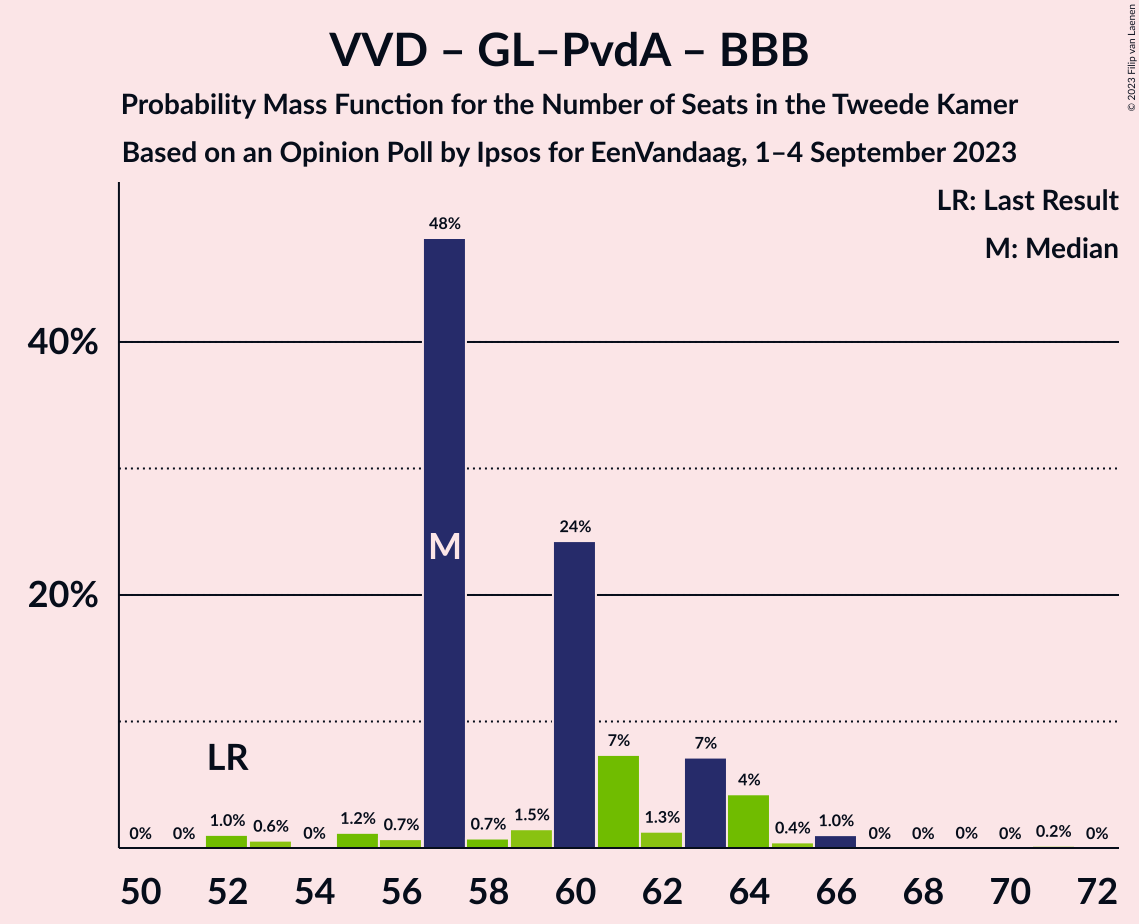 VVD – GL–PvdA – BBB
Probability Mass Function for the Number of Seats in the Tweede Kamer
Based on an Opinion Poll by Ipsos for EenVandaag, 1–4 September 2023
© 2023 Filip van Laenen
LR: Last Result
M: Median
40%
20%
LR
M
0% 0% 1.0% 0.6% 0% 1.2% 0.7% 48% 0.7% 1.5% 24% 7% 1.3% 7% 4% 0.4% 1.0% 0% 0% 0% 0% 0.2% 0%
50 52 54 56 58 60 62 64 66 68 70 72